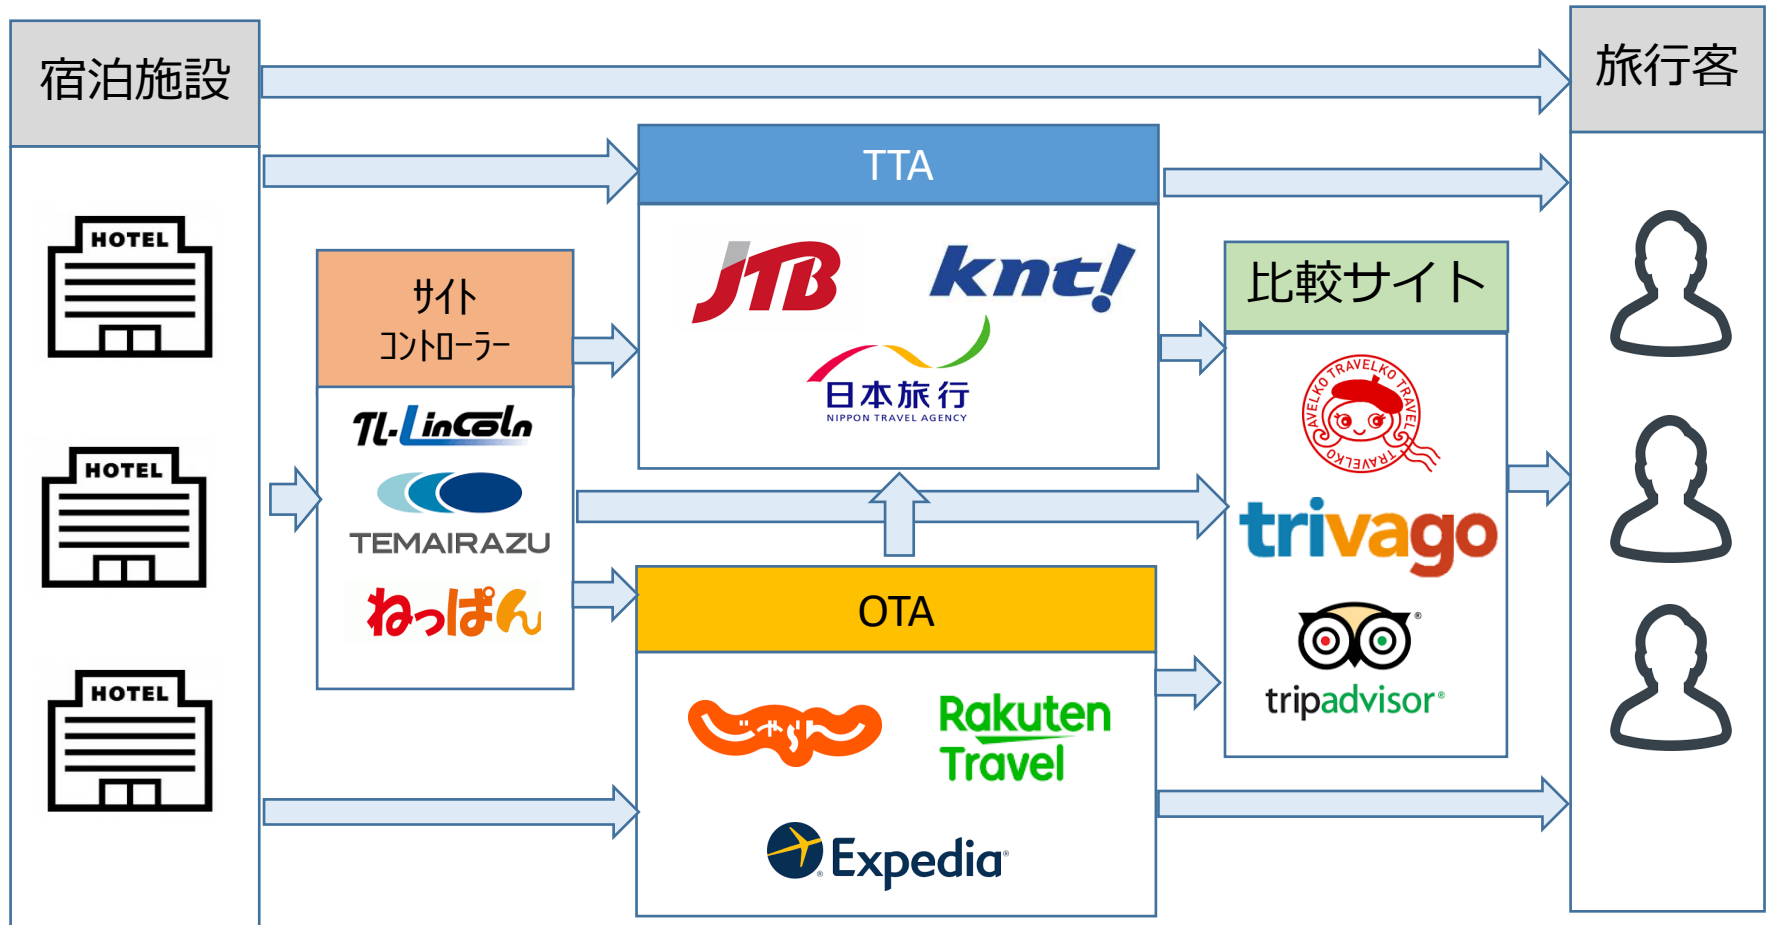 宿泊施設
旅行客
TTA
HOTEL
サイト
コントローラー
JTB
knt!
比較サイト
日本旅行
NIPPON TRAVEL AGENCY
TRAVELKO TRAVELKO TRAVEL
TRAVELKO
TL-Lincoln
HOTEL
TEMAIRAZU
trivago
ねっぱん
OTA
tripadvisor®
HOTEL
じゃらん
Rakuten
Travel
Expedia®